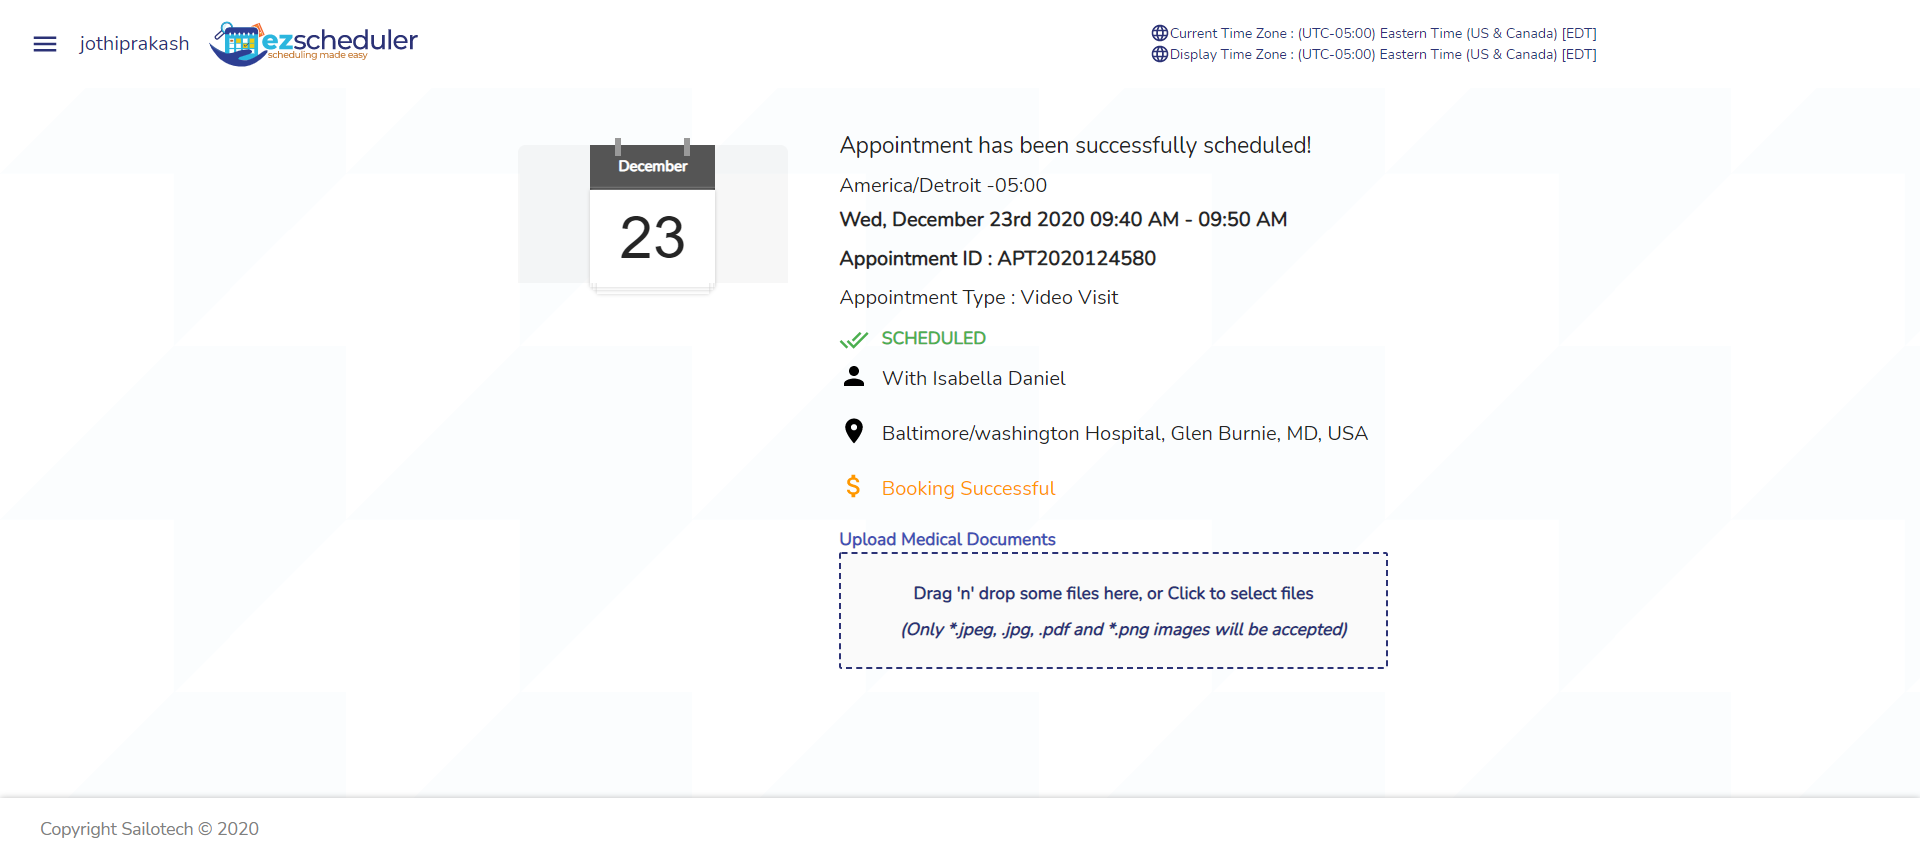 jothiprakash
ezscheduler
scheduling made easy
Current Time Zone : (UTC-05:00) Eastern Time (US & Canada) [EDT]
Display Time Zone : (UTC-05:00) Eastern Time (US & Canada) [EDT]
December
23
Appointment has been successfully scheduled!
America/Detroit -05:00
Wed, December 23rd 2020 09:40 AM - 09:50 AM
Appointment ID : APT2020124580
Appointment Type : Video Visit
SCHEDULED
With Isabella Daniel
Baltimore/washington Hospital, Glen Burnie, MD, USA
Booking Successful
Upload Medical Documents
Drag 'n' drop some files here, or Click to select files
(Only *.jpeg, .jpg, .pdf and *.png images will be accepted)
Copyright Sailotech © 2020